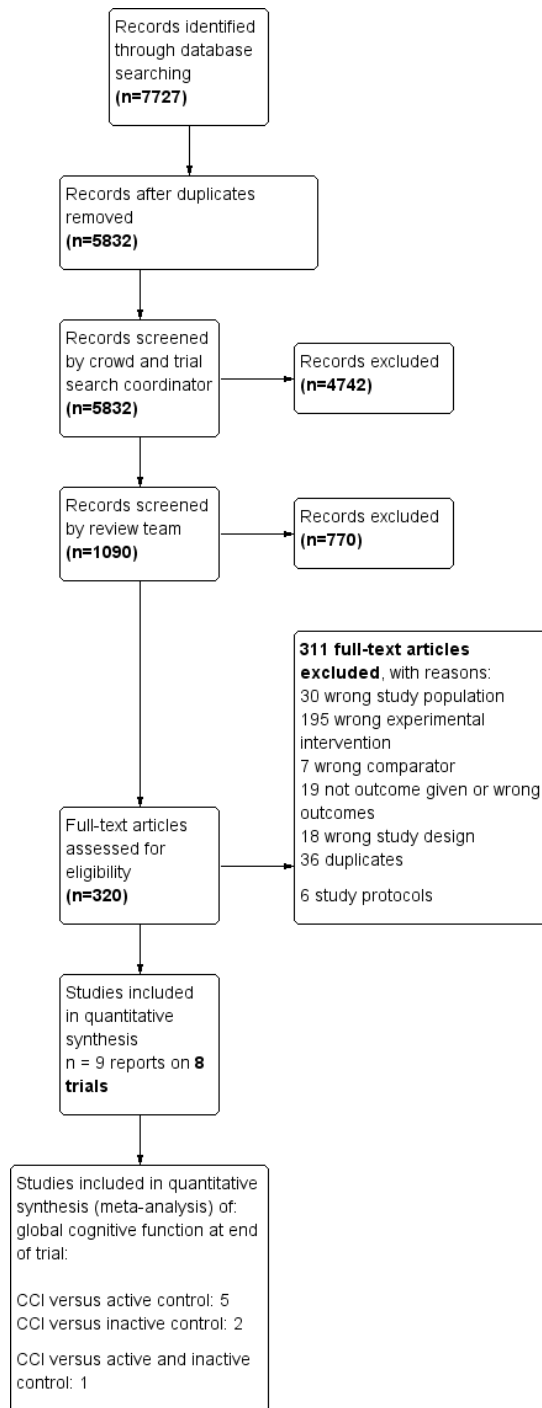 Records identified
through database
searching
(n=7727)
Records after duplicates
removed
(n=5832)
Records screened
by crowd and trial
search coordinator
(n=5832)
Records excluded
(n=4742)
Records screened
by review team
(n=1090)
Records excluded
(n=770)
311 full-text articles
excluded, with reasons:
30 wrong study population
195 wrong experimental
intervention
7 wrong comparator
19 not outcome given or wrong
outcomes
18 wrong study design
36 duplicates
6 study protocols
Full-text articles
assessed for
eligibility
(n=320)
Studies included
in quantitative
synthesis
n = 9 reports on 8
trials
Studies included in quantitative
synthesis (meta-analysis) of:
global cognitive function at end
of trial:
CCI versus active control: 5
CCI versus inactive control: 2
CCI versus active and inactive
control: 1